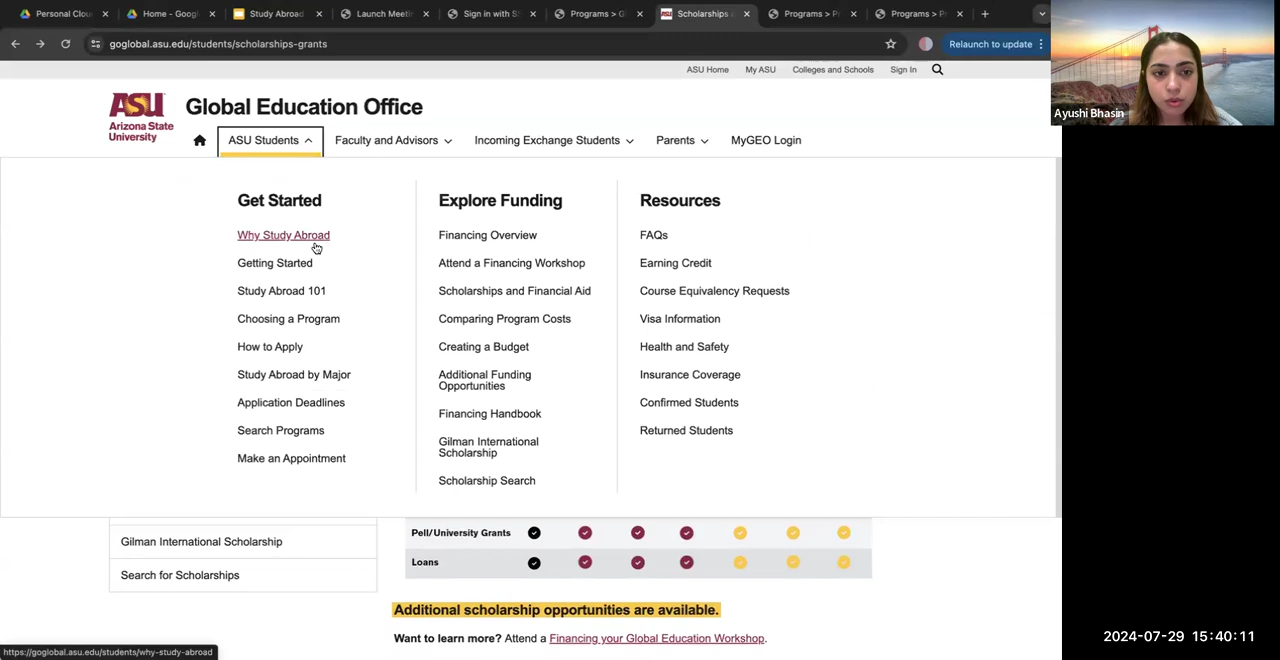 Personal Clou
Home - Googl
Study Abroad
Launch Meeti
Sign in with S
Programs > G
Scholarships
Programs > P
Programs > P
goglobal.asu.edu/students/scholarships-grants
Relaunch to update
ASU Home
My ASU
Colleges and Schools
Sign In
ASU
Arizona State
University
Global Education Office
ASU Students
Faculty and Advisors
Incoming Exchange Students
Parents
MyGEO Login
Get Started
Why Study Abroad
Getting Started
Study Abroad 101
Choosing a Program
How to Apply
Study Abroad by Major
Application Deadlines
Search Programs
Make an Appointment
Explore Funding
Financing Overview
Attend a Financing Workshop
Scholarships and Financial Aid
Comparing Program Costs
Creating a Budget
Additional Funding
Opportunities
Financing Handbook
Gilman International
Scholarship
Scholarship Search
Resources
FAQs
Earning Credit
Course Equivalency Requests
Visa Information
Health and Safety
Insurance Coverage
Confirmed Students
Returned Students
Gilman International Scholarship
Search for Scholarships
Pell/University Grants
Loans
Additional scholarship opportunities are available.
Want to learn more? Attend a Financing your Global Education Workshop.
https://goglobal.asu.edu/students/why-study-abroad
Ayushi Bhasin
2024-07-29 15:40:11